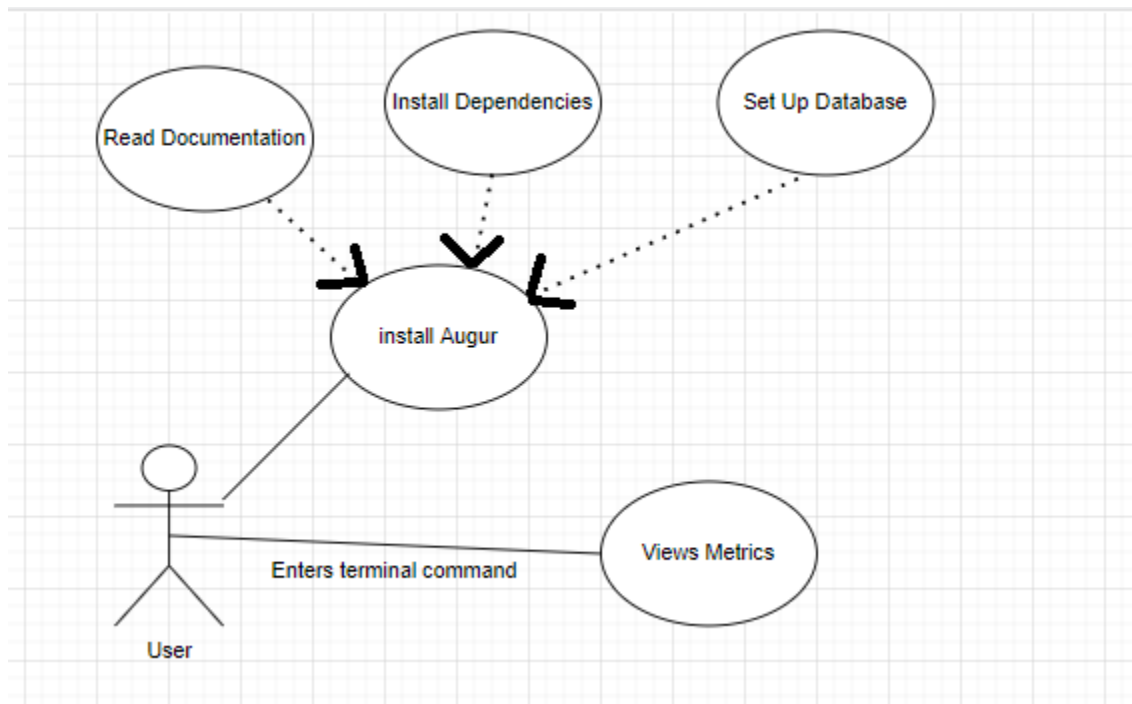 Read Documentation
Install Dependencies
Set Up Database
install Augur
Views Metrics
Enters terminal command
User